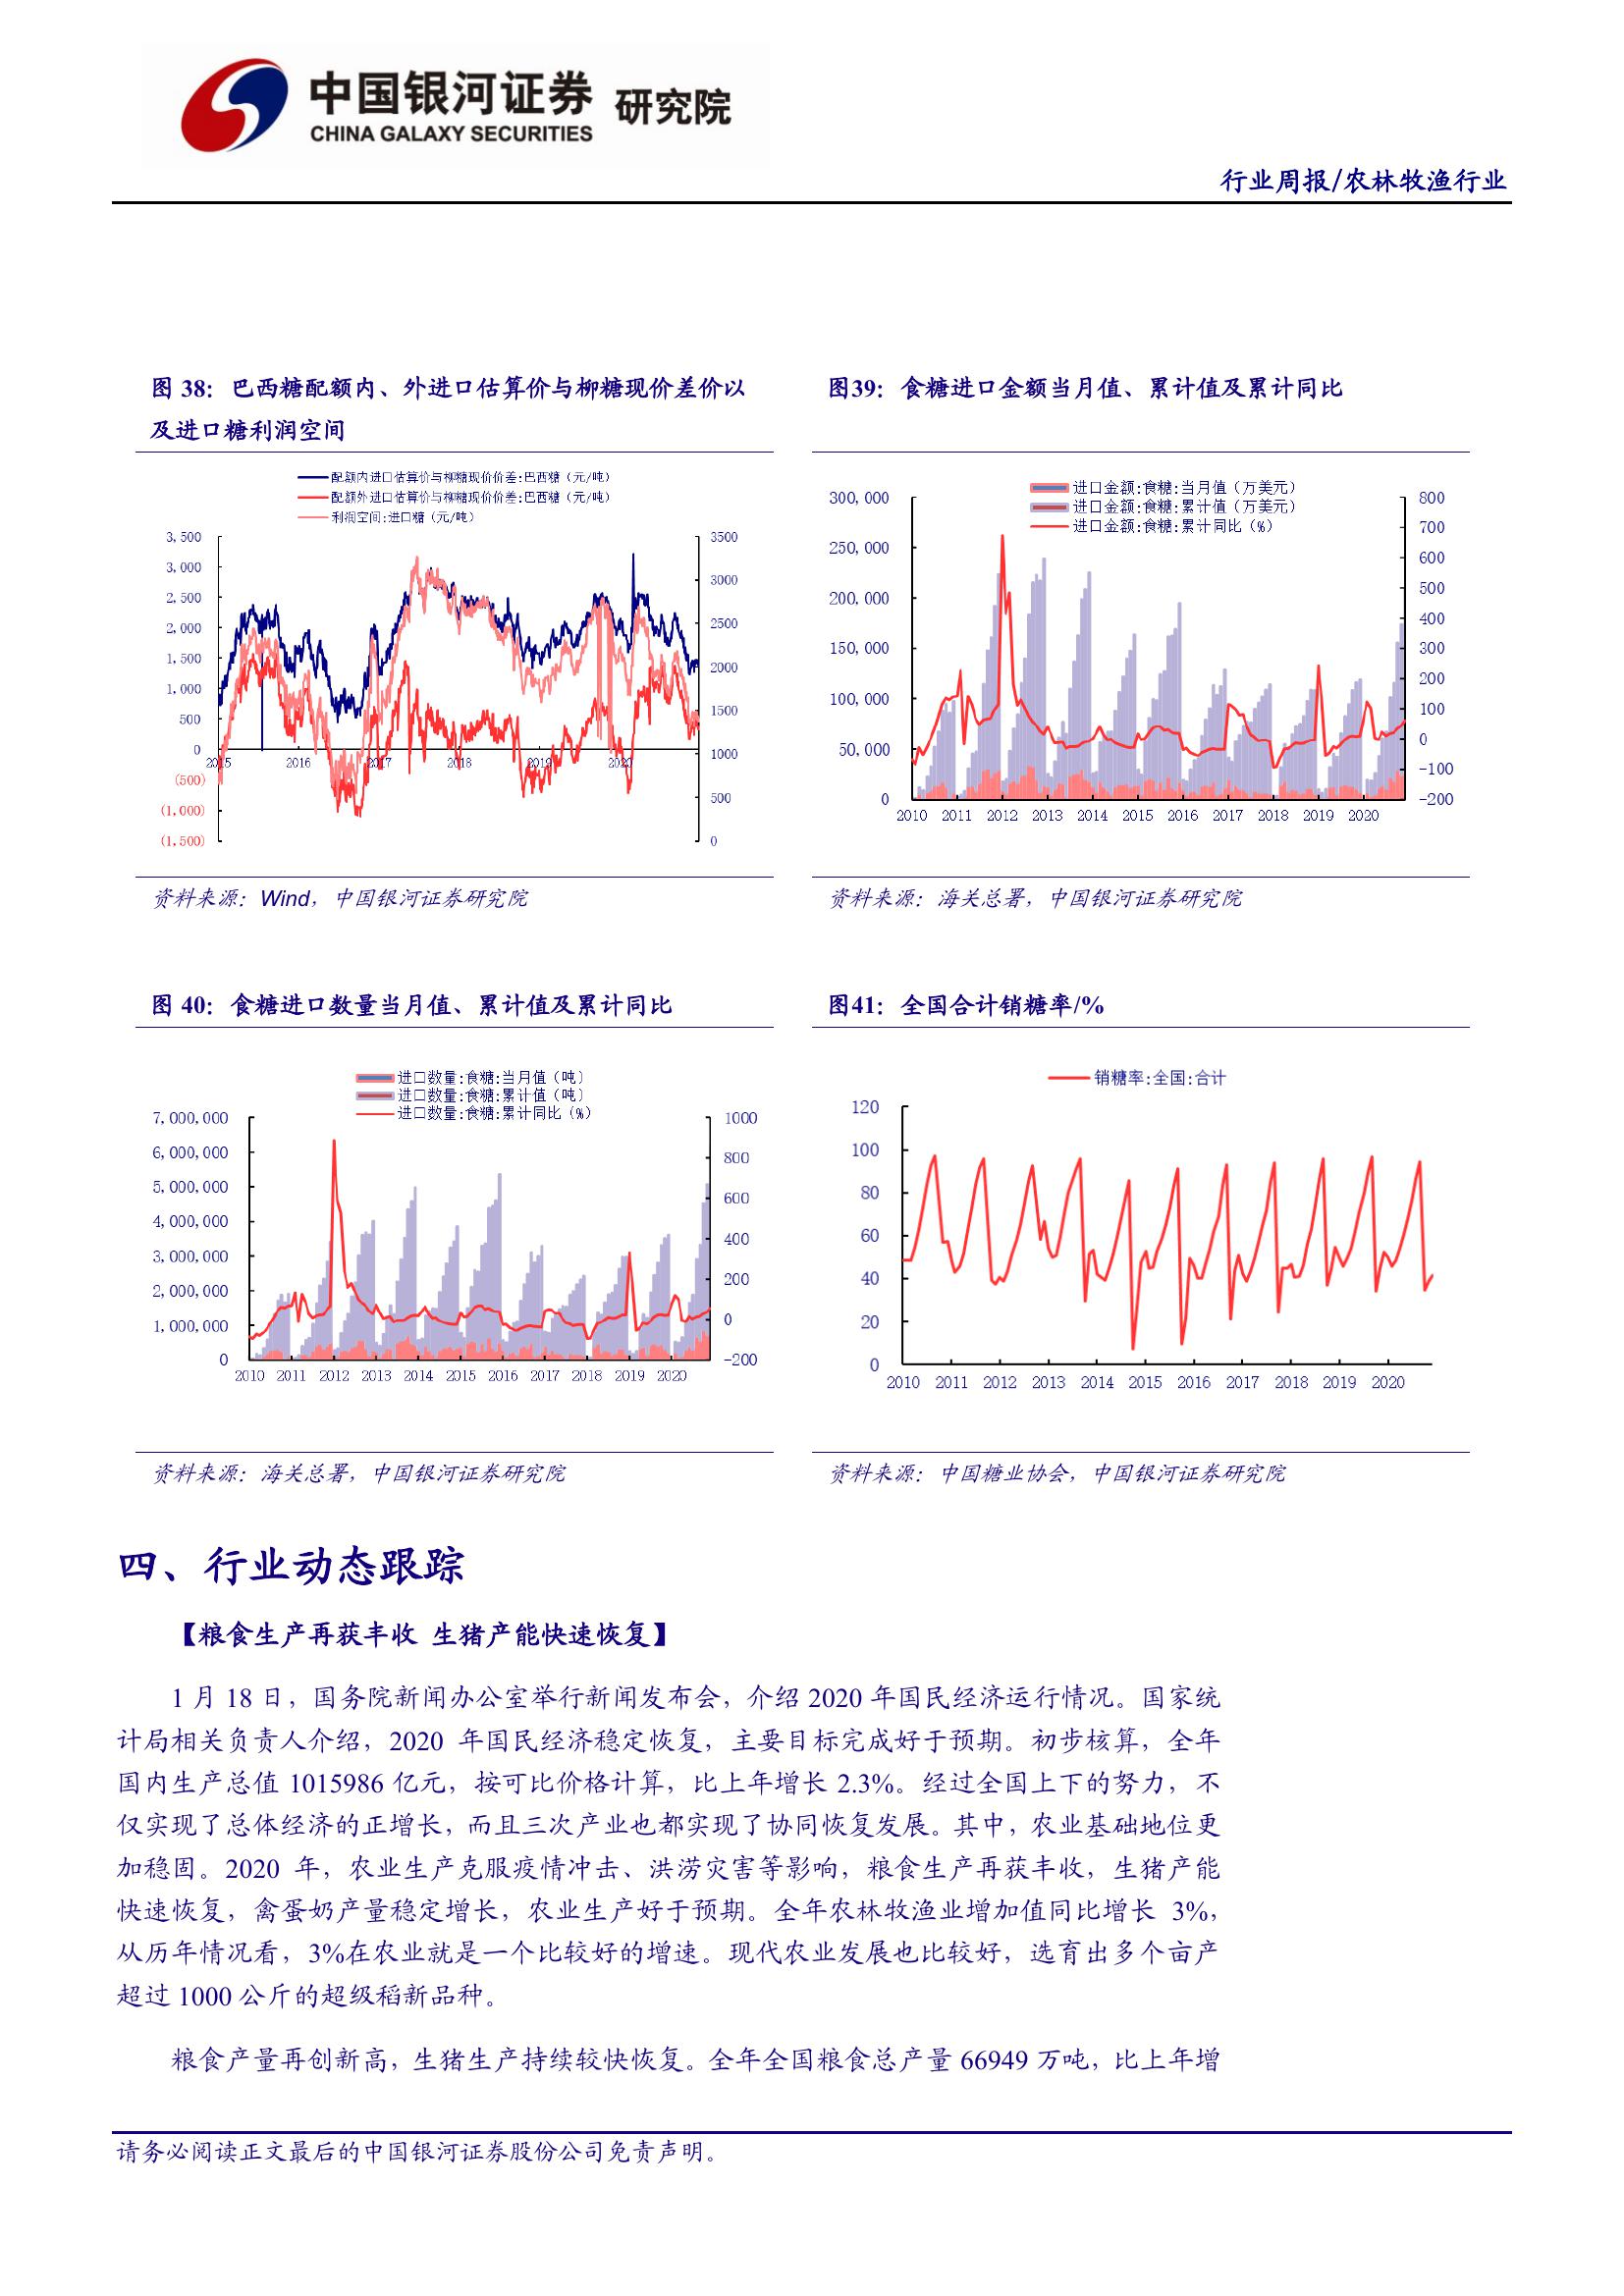 中国银河证券 研究院
CHINA GALAXY SECURITIES
行业周报/农林牧渔行业
图 38：巴西糖配额内、外进口估算价与柳糖现价差价以
及进口糖利润空间
配额内进口估算价与柳糖现价价差:巴西糖（元/吨）
配额外进口估算价与柳糖现价价差:巴西糖（元/吨）
利润空间:进口糖（元/吨）
3,500
3,000
2,500
2,000
1,500
1,000
500
0
(500)
(1,000)
(1,500)
3500
3000
2500
2000
1500
1000
500
0
2015 2016 2017 2018 2019 2020
资料来源：Wind，中国银河证券研究院
图39：食糖进口金额当月值、累计值及累计同比
进口金额:食糖:当月值（万美元）
进口金额:食糖:累计值（万美元）
进口金额:食糖:累计同比（%）
300,000
250,000
200,000
150,000
100,000
50,000
0
800
700
600
500
400
300
200
100
0
-100
-200
2010 2011 2012 2013 2014 2015 2016 2017 2018 2019 2020
资料来源：海关总署，中国银河证券研究院
图 40：食糖进口数量当月值、累计值及累计同比
进口数量:食糖:当月值（吨）
进口数量:食糖:累计值（吨）
进口数量:食糖:累计同比（%）
7,000,000
6,000,000
5,000,000
4,000,000
3,000,000
2,000,000
1,000,000
0
1000
800
600
400
200
0
-200
2010 2011 2012 2013 2014 2015 2016 2017 2018 2019 2020
资料来源：海关总署，中国银河证券研究院
图41：全国合计销糖率/%
销糖率:全国:合计
120
100
80
60
40
20
0
2010 2011 2012 2013 2014 2015 2016 2017 2018 2019 2020
资料来源：中国糖业协会，中国银河证券研究院
四、行业动态跟踪
【粮食生产再获丰收 生猪产能快速恢复】
1 月 18 日，国务院新闻办公室举行新闻发布会，介绍 2020 年国民经济运行情况。国家统
计局相关负责人介绍，2020 年国民经济稳定恢复，主要目标完成好于预期。初步核算，全年
国内生产总值 1015986 亿元，按可比价格计算，比上年增长 2.3%。经过全国上下的努力，不
仅实现了总体经济的正增长，而且三次产业也都实现了协同恢复发展。其中，农业基础地位更
加稳固。2020 年，农业生产克服疫情冲击、洪涝灾害等影响，粮食生产再获丰收，生猪产能
快速恢复，禽蛋奶产量稳定增长，农业生产好于预期。全年农林牧渔业增加值同比增长 3%，
从历年情况看，3%在农业就是一个比较好的增速。现代农业发展也比较好，选育出多个亩产
超过 1000 公斤的超级稻新品种。
粮食产量再创新高，生猪生产持续较快恢复。全年全国粮食总产量 66949 万吨，比上年增
请务必阅读正文最后的中国银河证券股份公司免责声明。